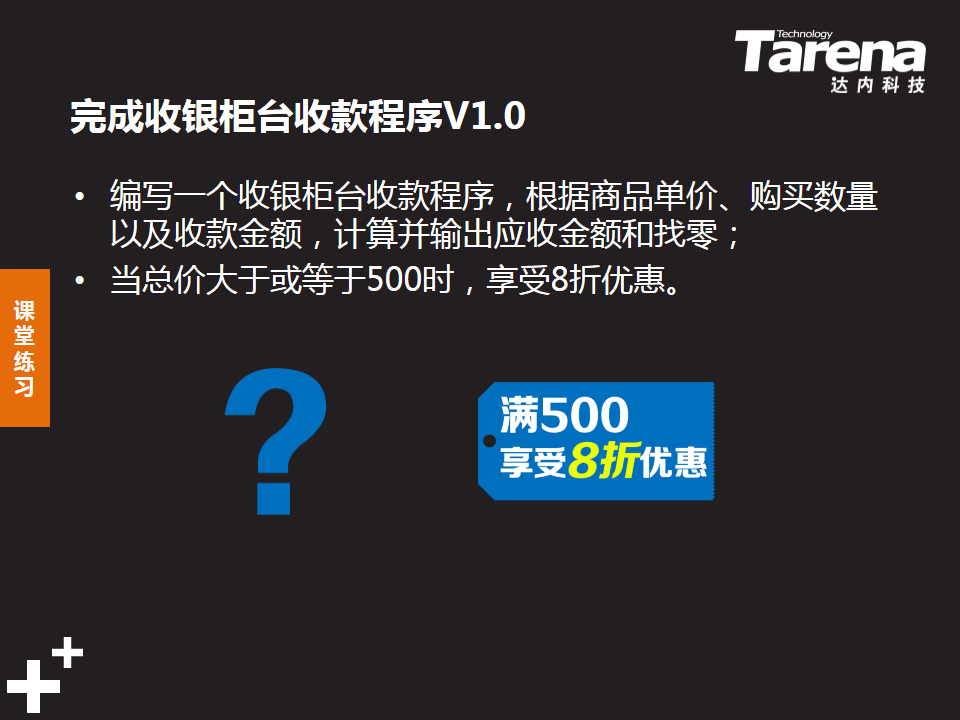 Technology
Tarena
达内科技
完成收银柜台收款程序V1.0
• 编写一个收银柜台收款程序，根据商品单价、购买数量
以及收款金额，计算并输出应收金额和找零；
• 当总价大于或等于500时，享受8折优惠。
课堂练习
?
满500
享受8折优惠